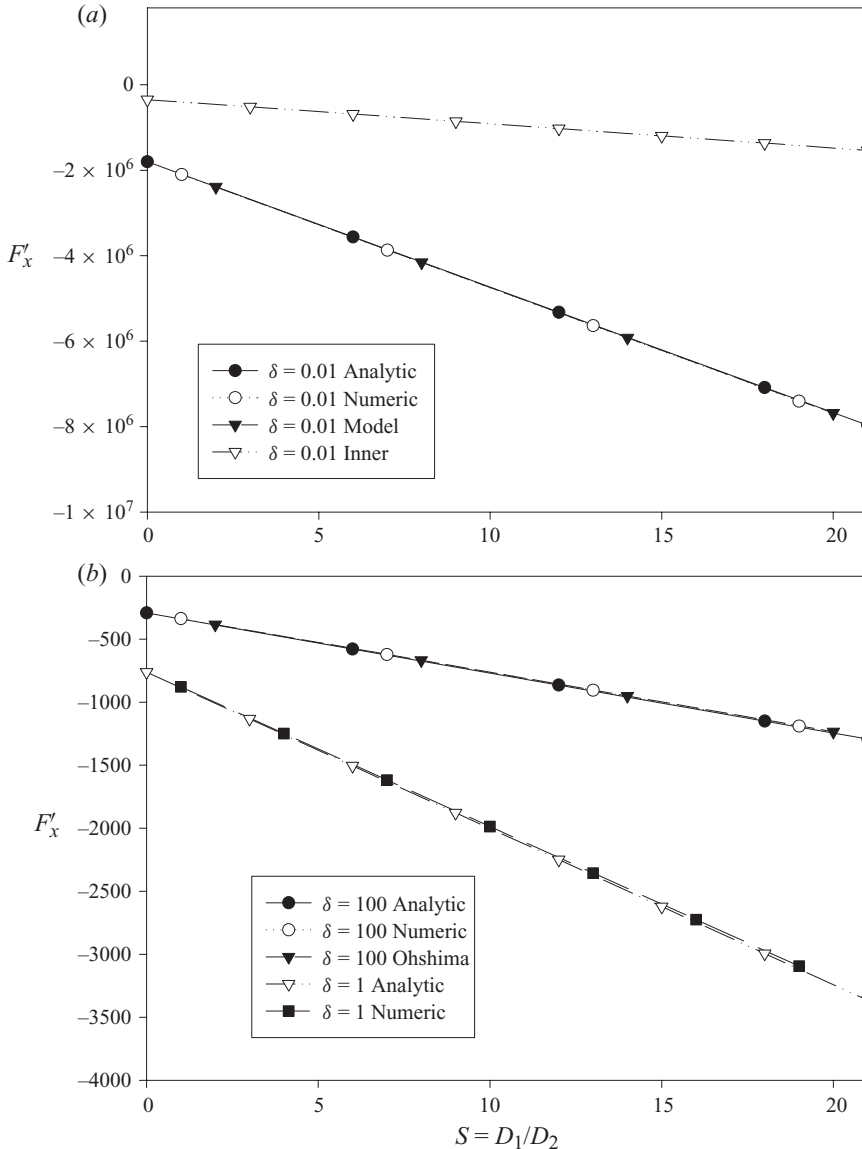 (a)
0
–2 × 10⁶
–4 × 10⁶
–6 × 10⁶
–8 × 10⁶
–1 × 10⁷
F′ₓ
δ = 0.01 Analytic
δ = 0.01 Numeric
δ = 0.01 Model
δ = 0.01 Inner
0 5 10 15 20
(b)
0
–500
–1000
–1500
–2000
–2500
–3000
–3500
–4000
F′ₓ
δ = 100 Analytic
δ = 100 Numeric
δ = 100 Ohshima
δ = 1 Analytic
δ = 1 Numeric
0 5 10 15 20
S = D₁/D₂